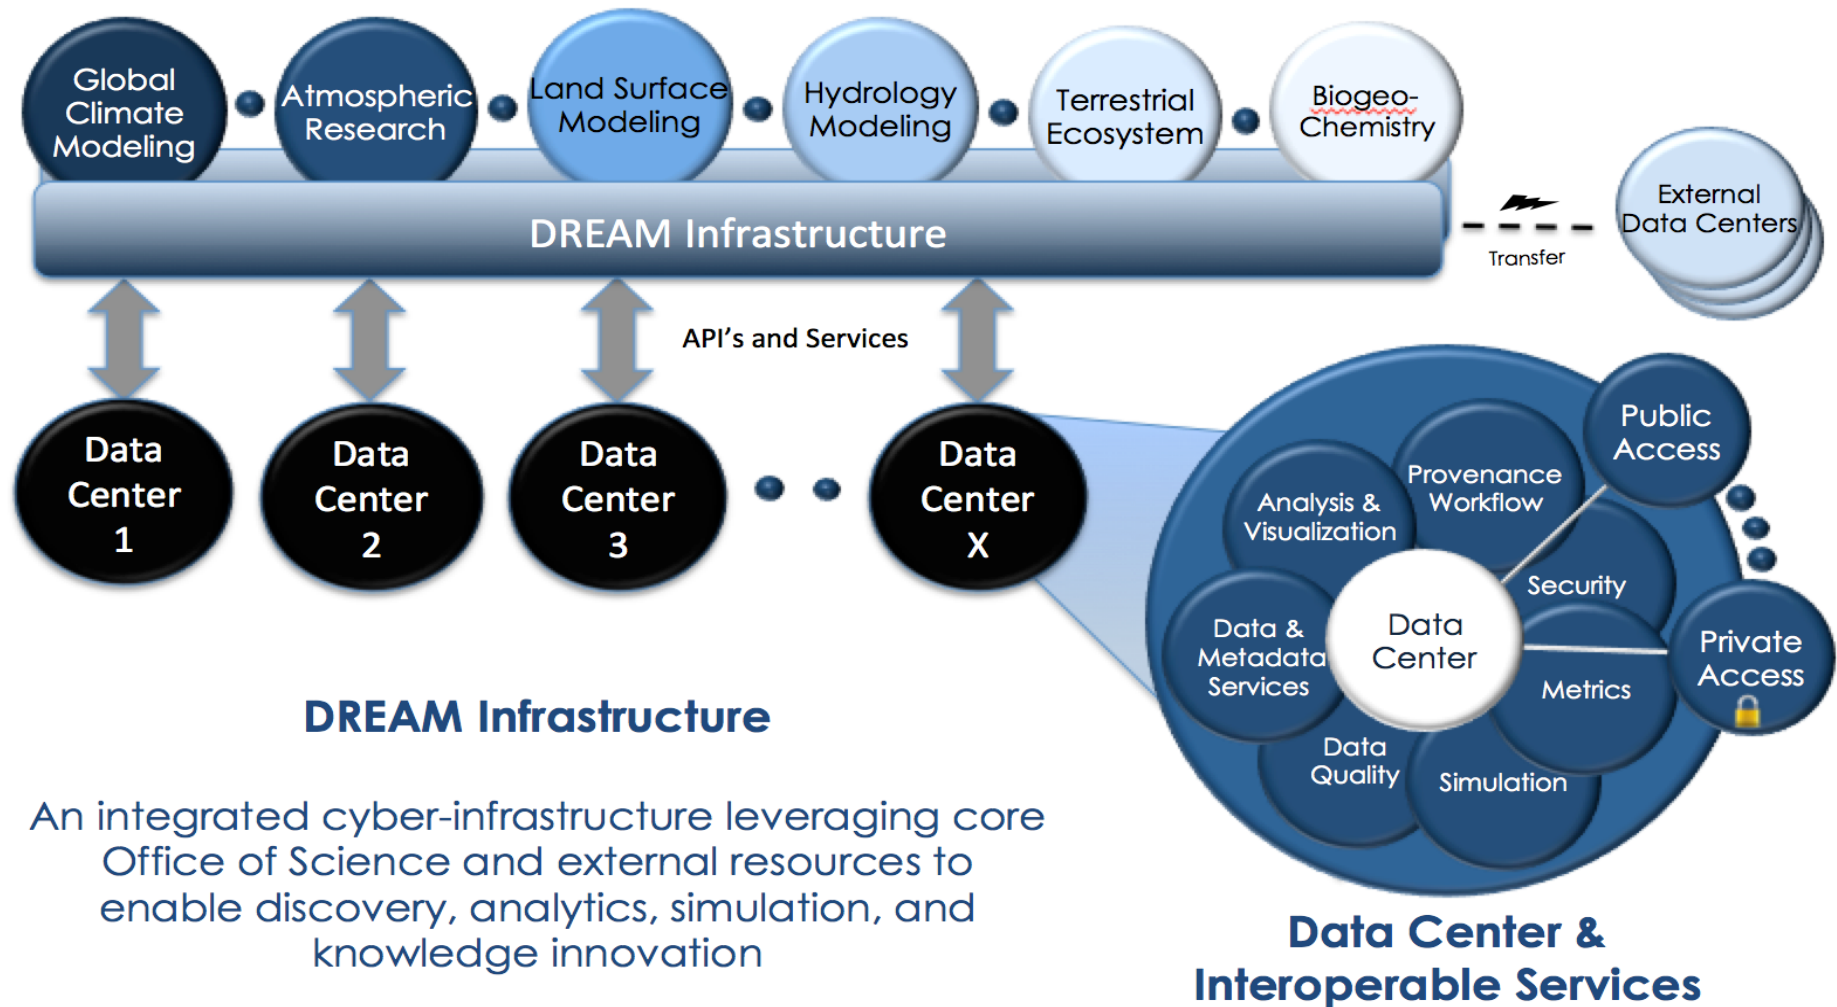 Global
Climate
Modeling
Atmospheric
Research
Land Surface
Modeling
Hydrology
Modeling
Terrestrial
Ecosystem
Biogeo-
Chemistry
DREAM Infrastructure
Transfer
External
Data Centers
API's and Services
Data
Center
1
Data
Center
2
Data
Center
3
Data
Center
X
Public
Access
Provenance
Workflow
Analysis &
Visualization
Security
Data &
Metadata
Services
Data
Center
Private
Access
Metrics
Data
Quality
Simulation
DREAM Infrastructure
An integrated cyber-infrastructure leveraging core
Office of Science and external resources to
enable discovery, analytics, simulation, and
knowledge innovation
Data Center &
Interoperable Services